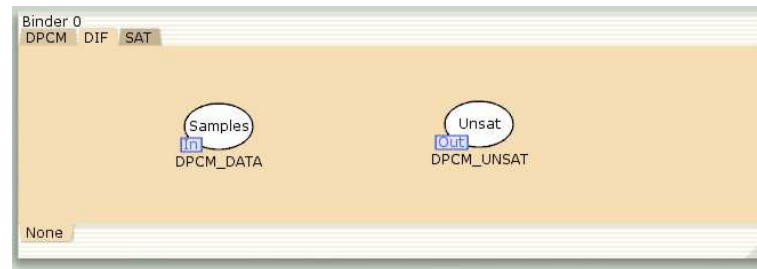 Binder 0
DPCM DIF SAT
Samples Unsat
In Out
DPCM_DATA DPCM_UNSAT
None